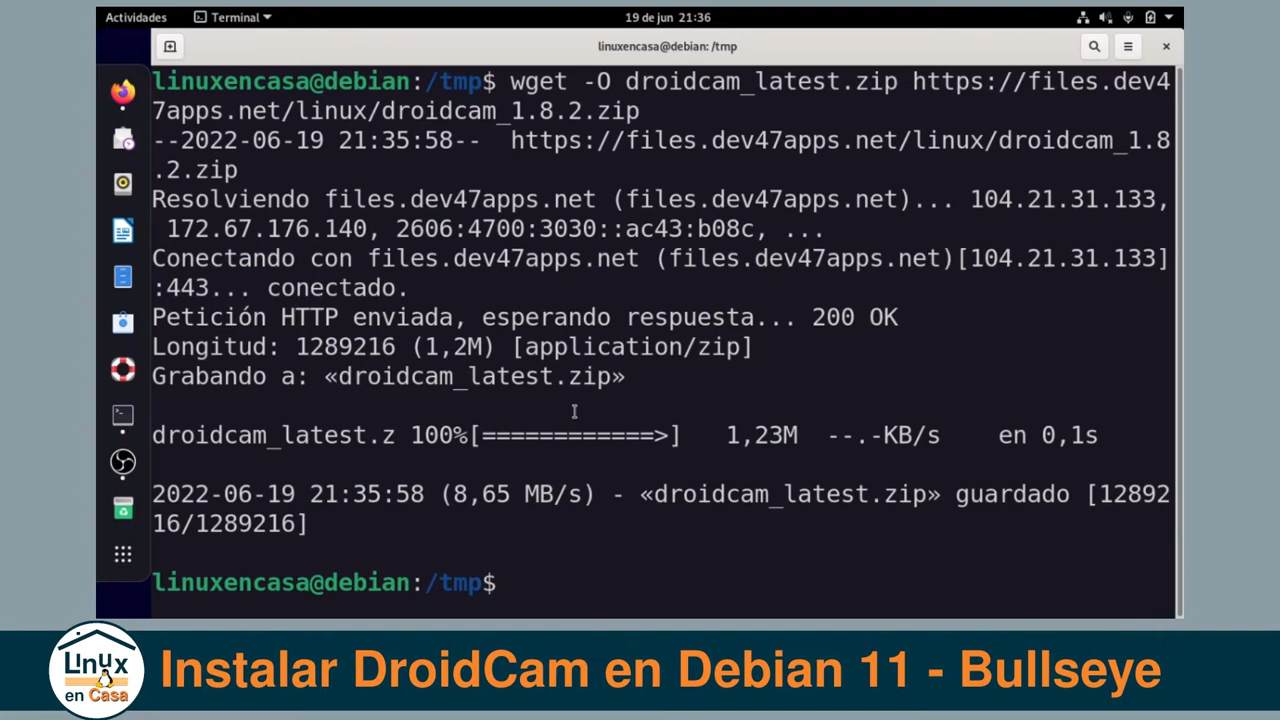 Actividades Terminal 19 de jun 21:36
linuxencasa@debian: /tmp
linuxencasa@debian:/tmp$ wget -O droidcam_latest.zip https://files.dev4
7apps.net/linux/droidcam_1.8.2.zip
--2022-06-19 21:35:58-- https://files.dev47apps.net/linux/droidcam_1.8
.2.zip
Resolviendo files.dev47apps.net (files.dev47apps.net)... 104.21.31.133,
172.67.176.140, 2606:4700:3030::ac43:b08c, ...
Conectando con files.dev47apps.net (files.dev47apps.net)[104.21.31.133]
:443... conectado.
Petición HTTP enviada, esperando respuesta... 200 OK
Longitud: 1289216 (1,2M) [application/zip]
Grabando a: «droidcam_latest.zip»
droidcam_latest.z 100%[============>] 1,23M --.-KB/s en 0,1s
2022-06-19 21:35:58 (8,65 MB/s) - «droidcam_latest.zip» guardado [12892
16/1289216]
linuxencasa@debian:/tmp$
Linux
en Casa
Instalar DroidCam en Debian 11 - Bullseye